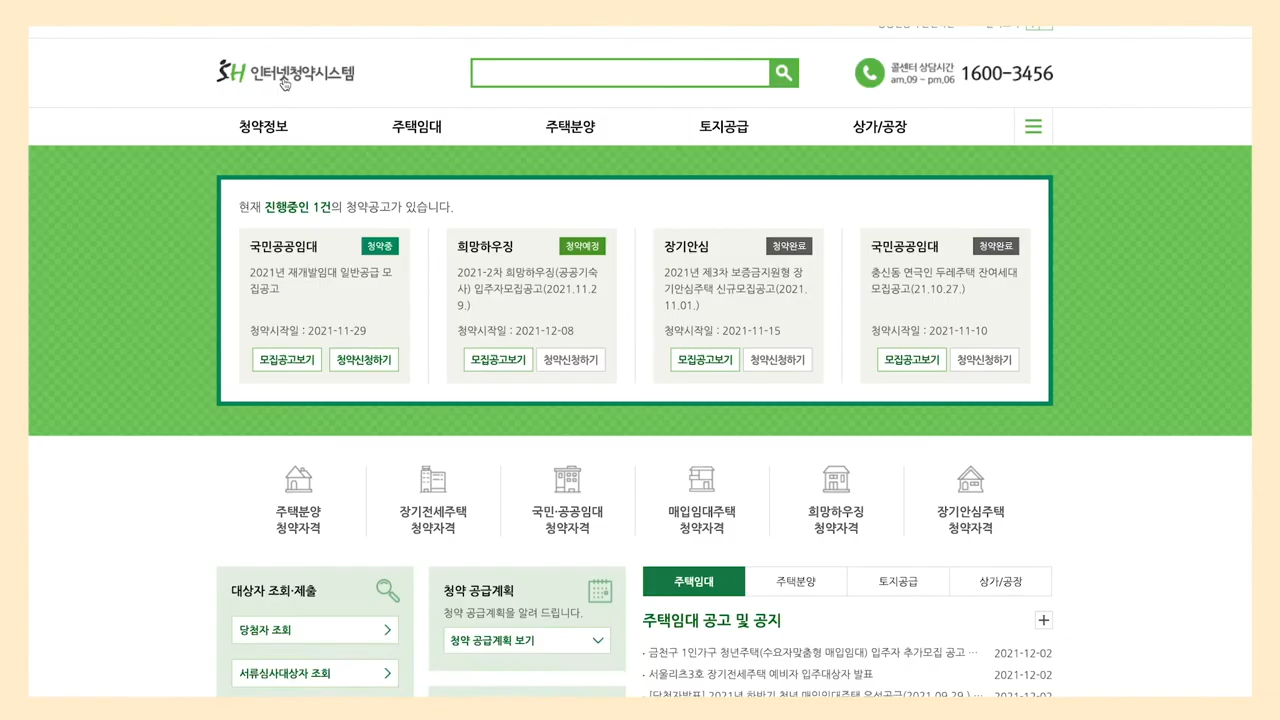 SH 인터넷청약시스템
콜센터 상담시간
am.09 ~ pm.06
1600-3456
청약정보 주택임대 주택분양 토지공급 상가/공장
현재 진행중인 1건의 청약공고가 있습니다.
국민공공임대 청약중
2021년 재개발임대 일반공급 모
집공고
청약시작일 : 2021-11-29
모집공고보기 청약신청하기
희망하우징 청약예정
2021-2차 희망하우징(공공기숙
사) 입주자모집공고(2021.11.2
9.)
청약시작일 : 2021-12-08
모집공고보기 청약신청하기
장기안심 청약완료
2021년 제3차 보증금지원형 장
기안심주택 신규모집공고(2021.
11.01.)
청약시작일 : 2021-11-15
모집공고보기 청약신청하기
국민공공임대 청약완료
충신동 연극인 두레주택 잔여세대
모집공고(21.10.27.)
청약시작일 : 2021-11-10
모집공고보기 청약신청하기
주택분양
청약자격
장기전세주택
청약자격
국민·공공임대
청약자격
매입임대주택
청약자격
희망하우징
청약자격
장기안심주택
청약자격
대상자 조회·제출
당첨자 조회
서류심사대상자 조회
청약 공급계획
청약 공급계획을 알려 드립니다.
청약 공급계획 보기
주택임대 주택분양 토지공급 상가/공장
주택임대 공고 및 공지
· 금천구 1인가구 청년주택(수요자맞춤형 매입임대) 입주자 추가모집 공고 ··· 2021-12-02
· 서울리츠3호 장기전세주택 예비자 입주대상자 발표 2021-12-02
· [당첨자발표] 2021년 하반기 청년 매입임대주택 우선공급(2021.09.29.) ··· 2021-12-02